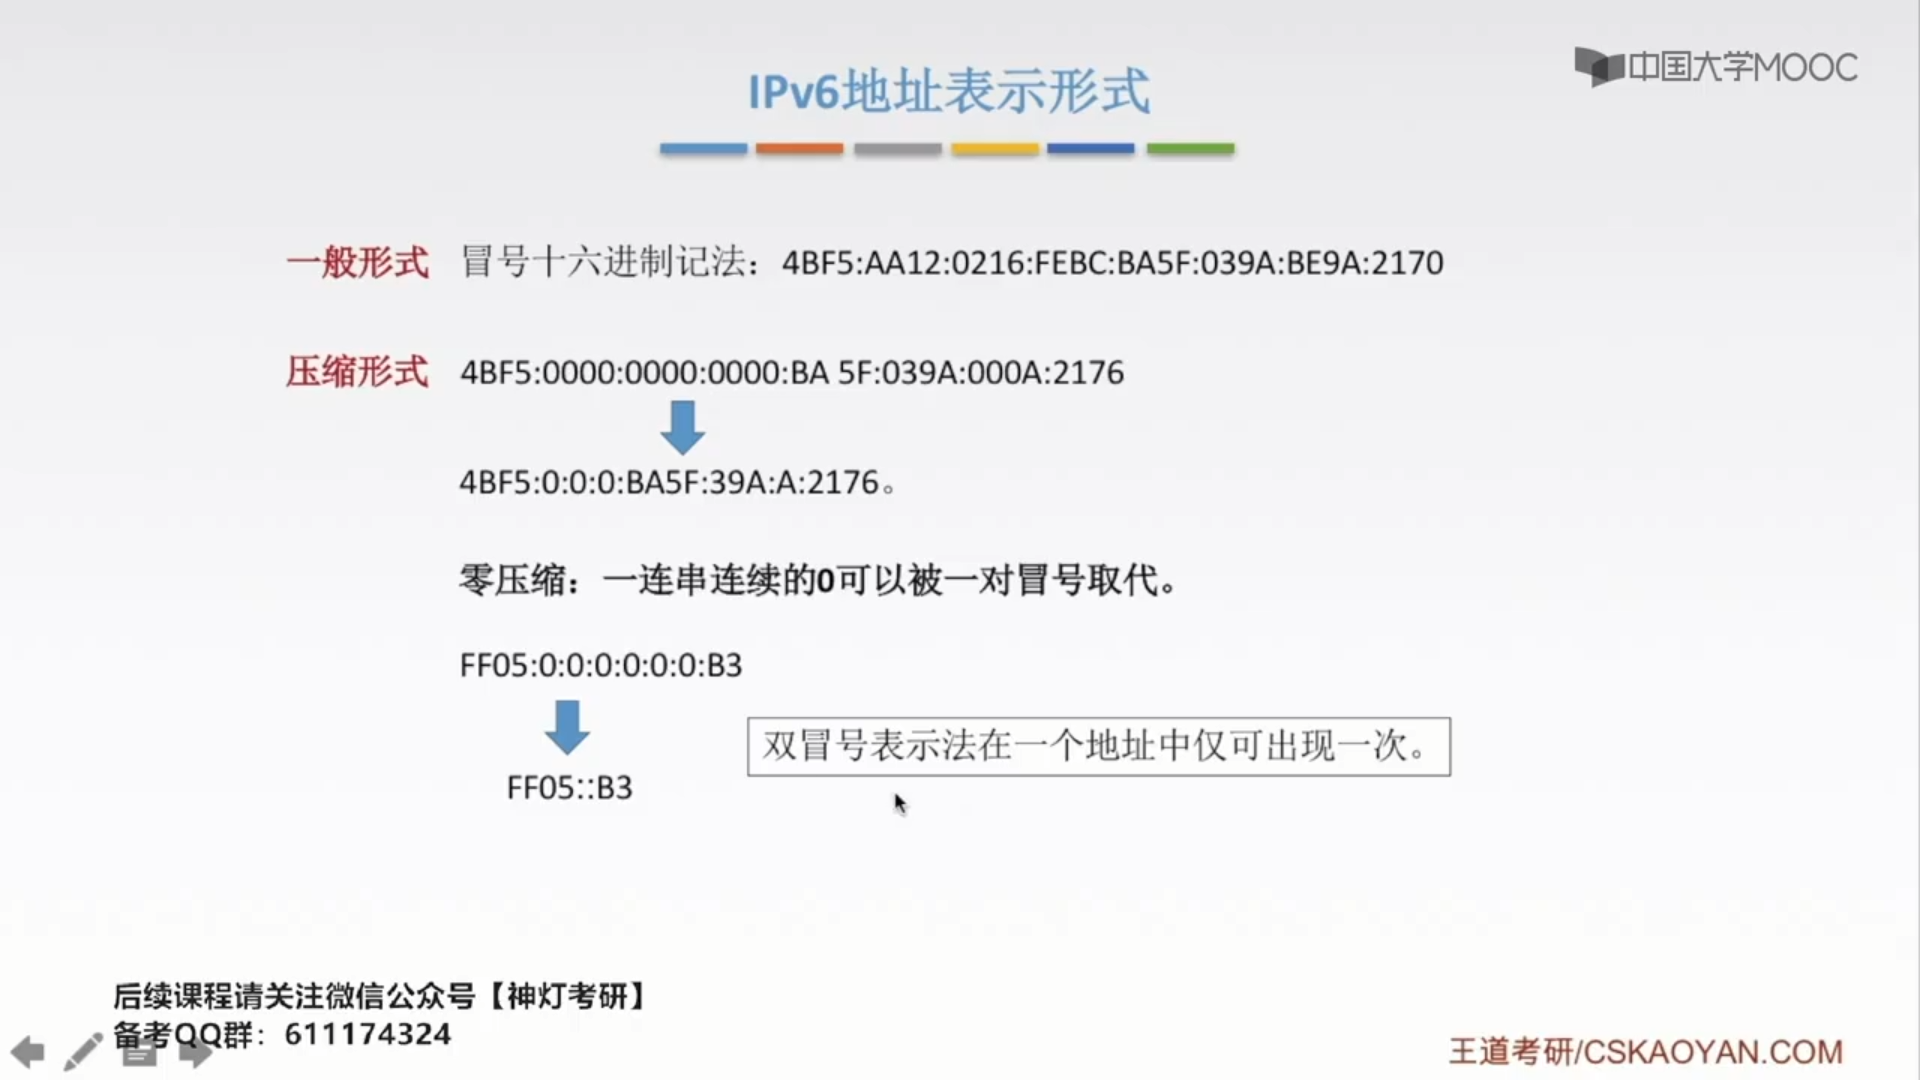 中国大学MOOC
IPv6地址表示形式
一般形式 冒号十六进制记法：4BF5:AA12:0216:FEBC:BA5F:039A:BE9A:2170
压缩形式 4BF5:0000:0000:0000:BA 5F:039A:000A:2176
4BF5:0:0:0:BA5F:39A:A:2176。
零压缩：一连串连续的0可以被一对冒号取代。
FF05:0:0:0:0:0:0:B3
双冒号表示法在一个地址中仅可出现一次。
FF05::B3
后续课程请关注微信公众号【神灯考研】
备考QQ群：611174324
王道考研/CSKAOYAN.COM